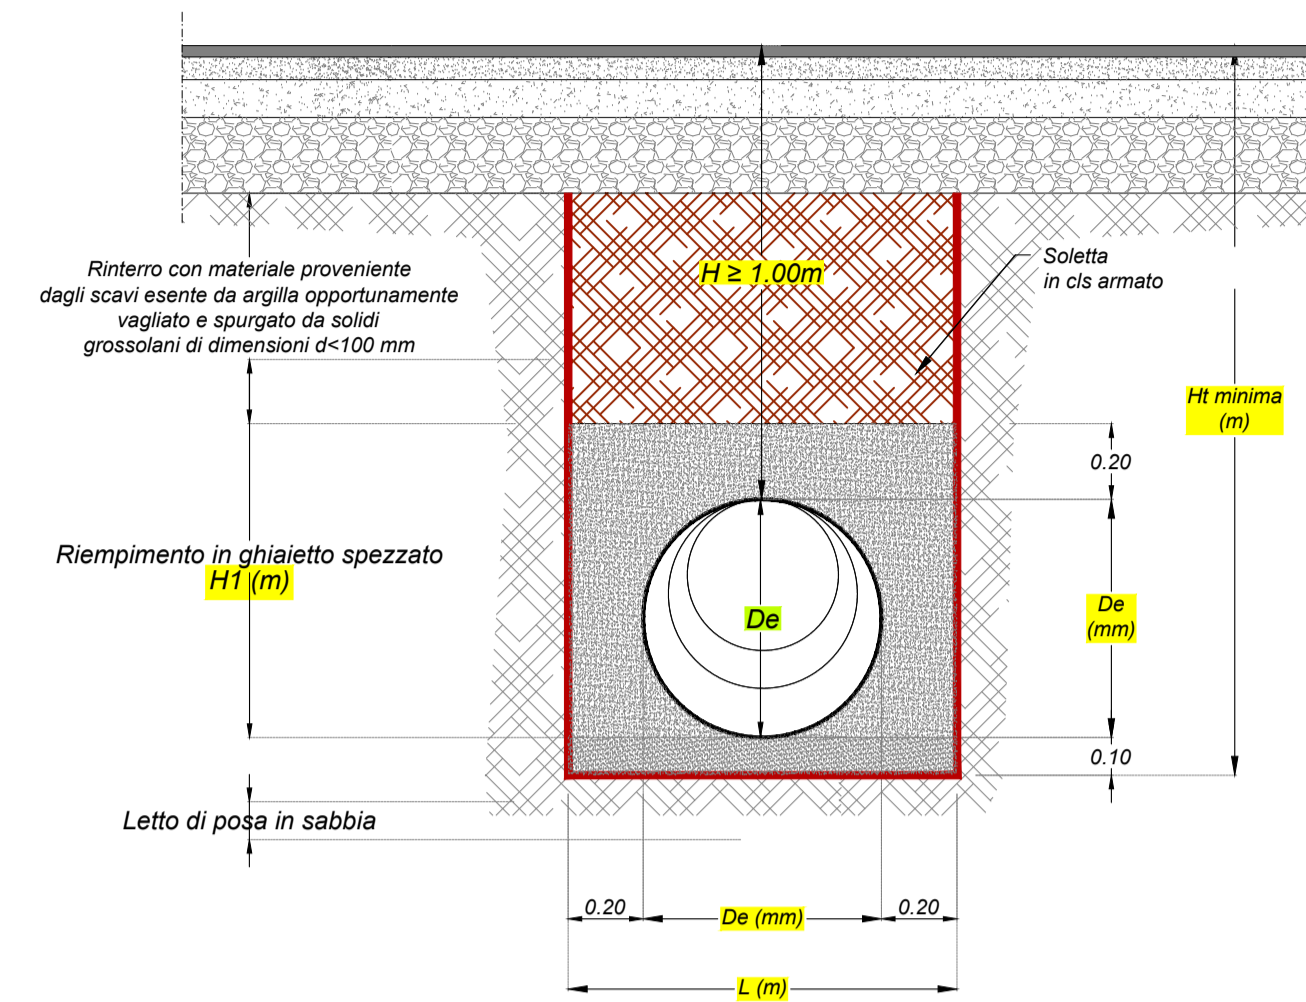 Rinterro con materiale proveniente
dagli scavi esente da argilla opportunamente
vagliato e spurgato da solidi
grossolani di dimensioni d<100 mm
H ≥ 1.00m
Soletta
in cls armato
Ht minima
(m)
0.20
Riempimento in ghiaietto spezzato
H1 (m)
De
De
(mm)
0.10
Letto di posa in sabbia
0.20
De (mm)
0.20
L (m)